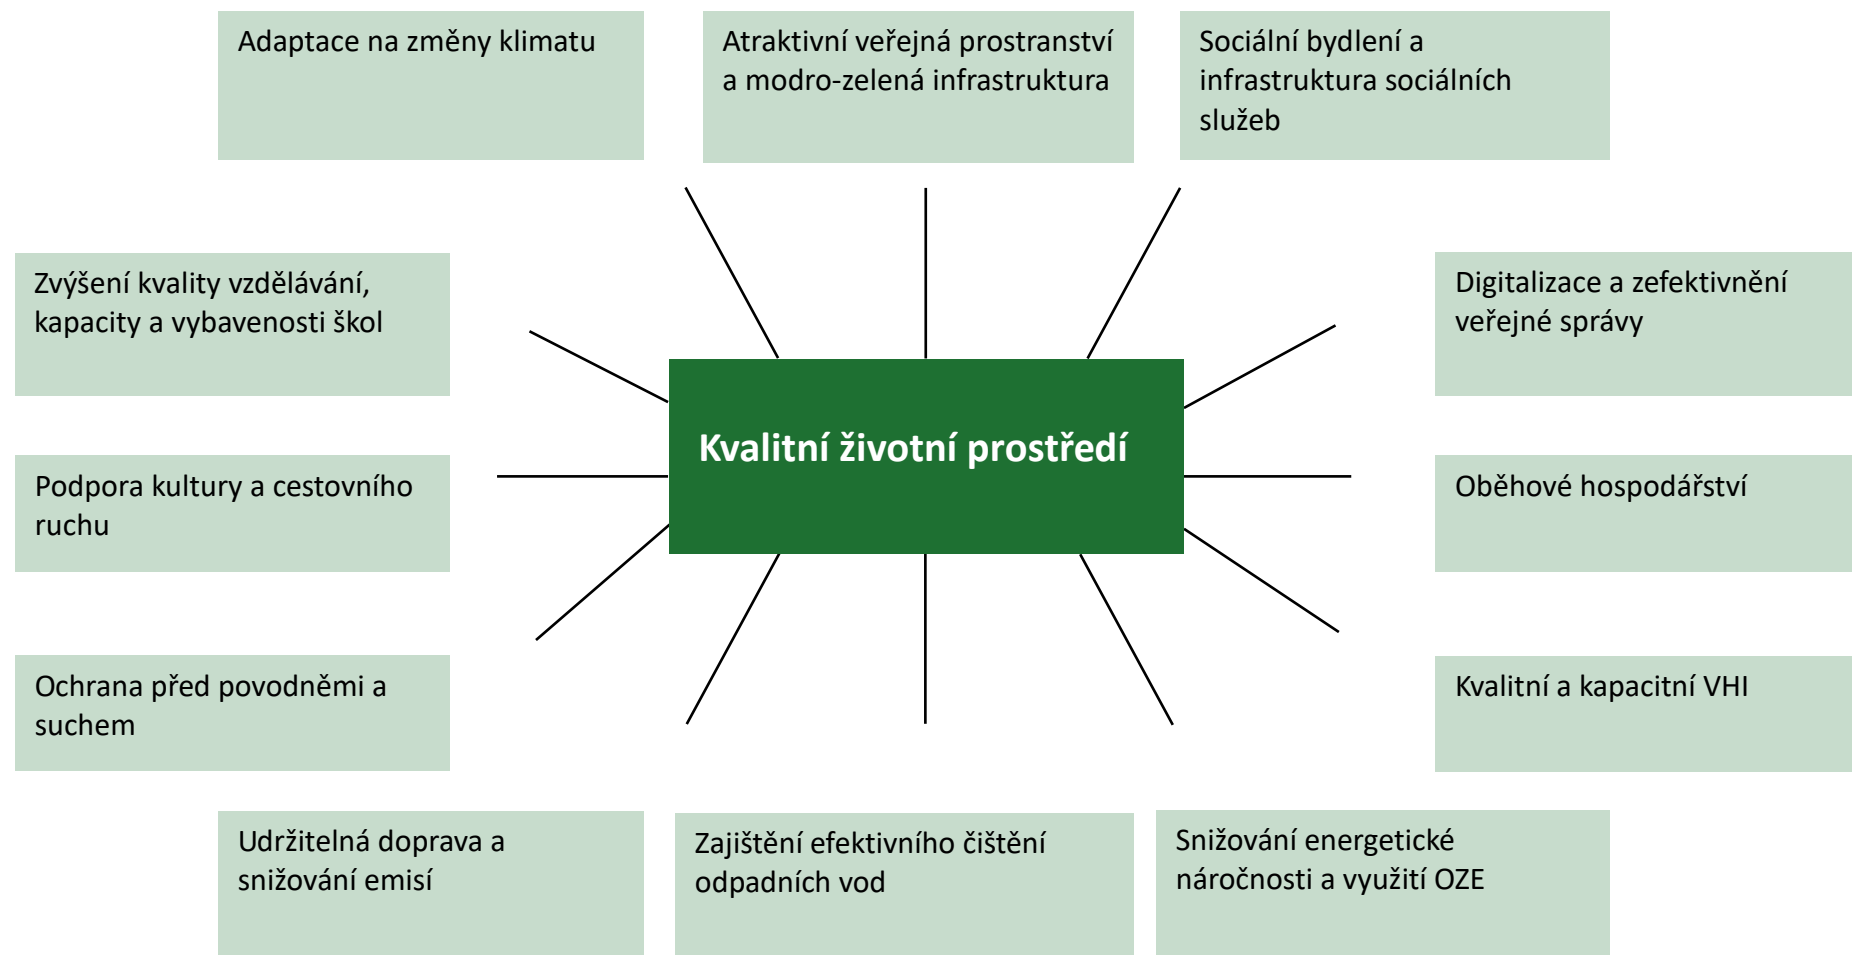 Adaptace na změny klimatu
Atraktivní veřejná prostranství
a modro-zelená infrastruktura
Sociální bydlení a
infrastruktura sociálních
služeb
Zvýšení kvality vzdělávání,
kapacity a vybavenosti škol
Digitalizace a zefektivnění
veřejné správy
Kvalitní životní prostředí
Podpora kultury a cestovního
ruchu
Oběhové hospodářství
Ochrana před povodněmi a
suchem
Kvalitní a kapacitní VHI
Udržitelná doprava a
snižování emisí
Zajištění efektivního čištění
odpadních vod
Snižování energetické
náročnosti a využití OZE